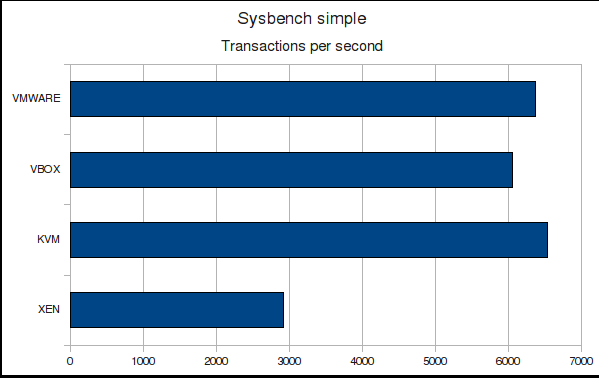 Sysbench simple
Transactions per second
VMWARE
VBOX
KVM
XEN
0 1000 2000 3000 4000 5000 6000 7000